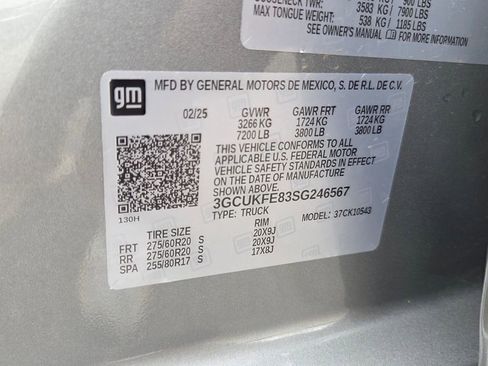 GOOSENECK TWR: 3583 KG/ 7900 LBS
MAX TONGUE WEIGHT: 538 KG / 1185 LBS
SEE OWNER'S MANUAL FOR
gm
MFD BY GENERAL MOTORS DE MEXICO, S. DE R.L. DE C.V.
02/25 GVWR GAWR FRT GAWR RR
3266 KG 1724 KG 1724 KG
7200 LB 3800 LB 3800 LB
THIS VEHICLE CONFORMS TO ALL
APPLICABLE U.S. FEDERAL MOTOR
VEHICLE SAFETY STANDARDS IN
EFFECT ON THE DATE OF MANUFACTURE
SHOWN ABOVE.
3GCUKFE83SG246567
TYPE: TRUCK MODEL: 37CK10543
130H
TIRE SIZE RIM
FRT 275/60R20 S 20X9J
RR 275/60R20 S 20X9J
SPA 255/80R17 S 17X8J